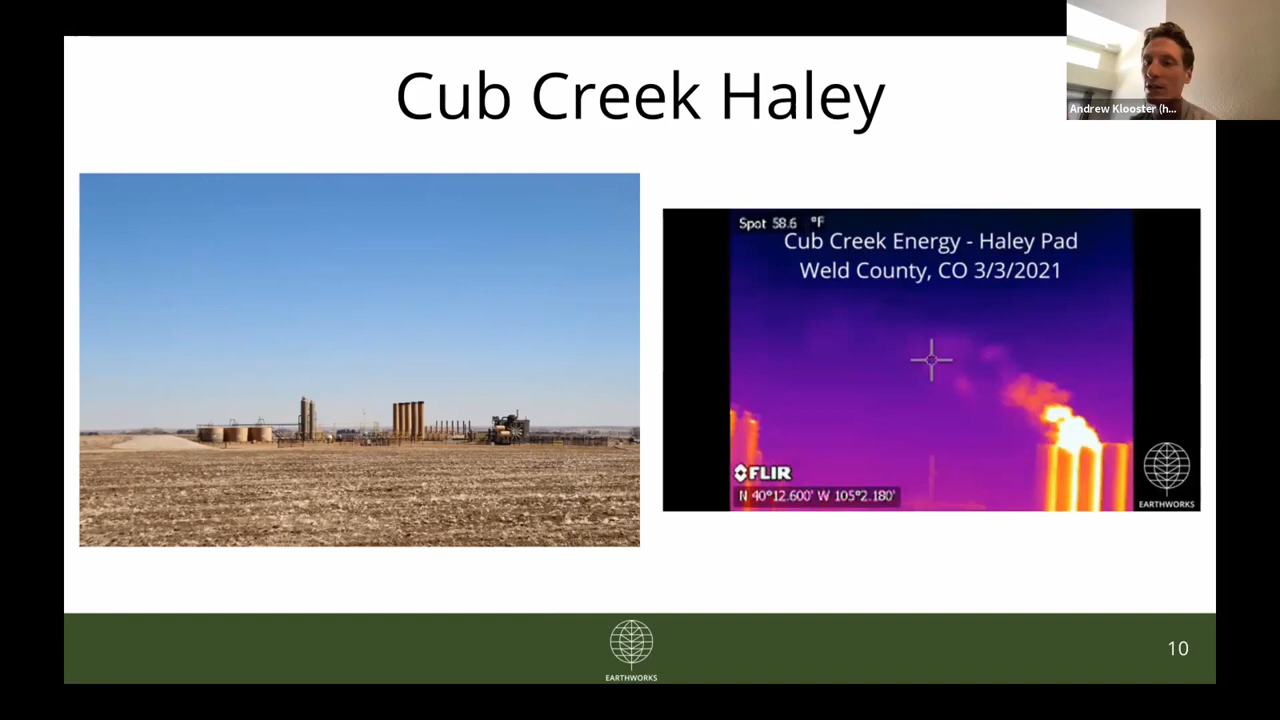 Cub Creek Haley
Andrew Klooster (h...
Spot 58.6 °F
Cub Creek Energy - Haley Pad
Weld County, CO 3/3/2021
FLIR
N 40°12.600' W 105°2.180'
EARTHWORKS
EARTHWORKS
10